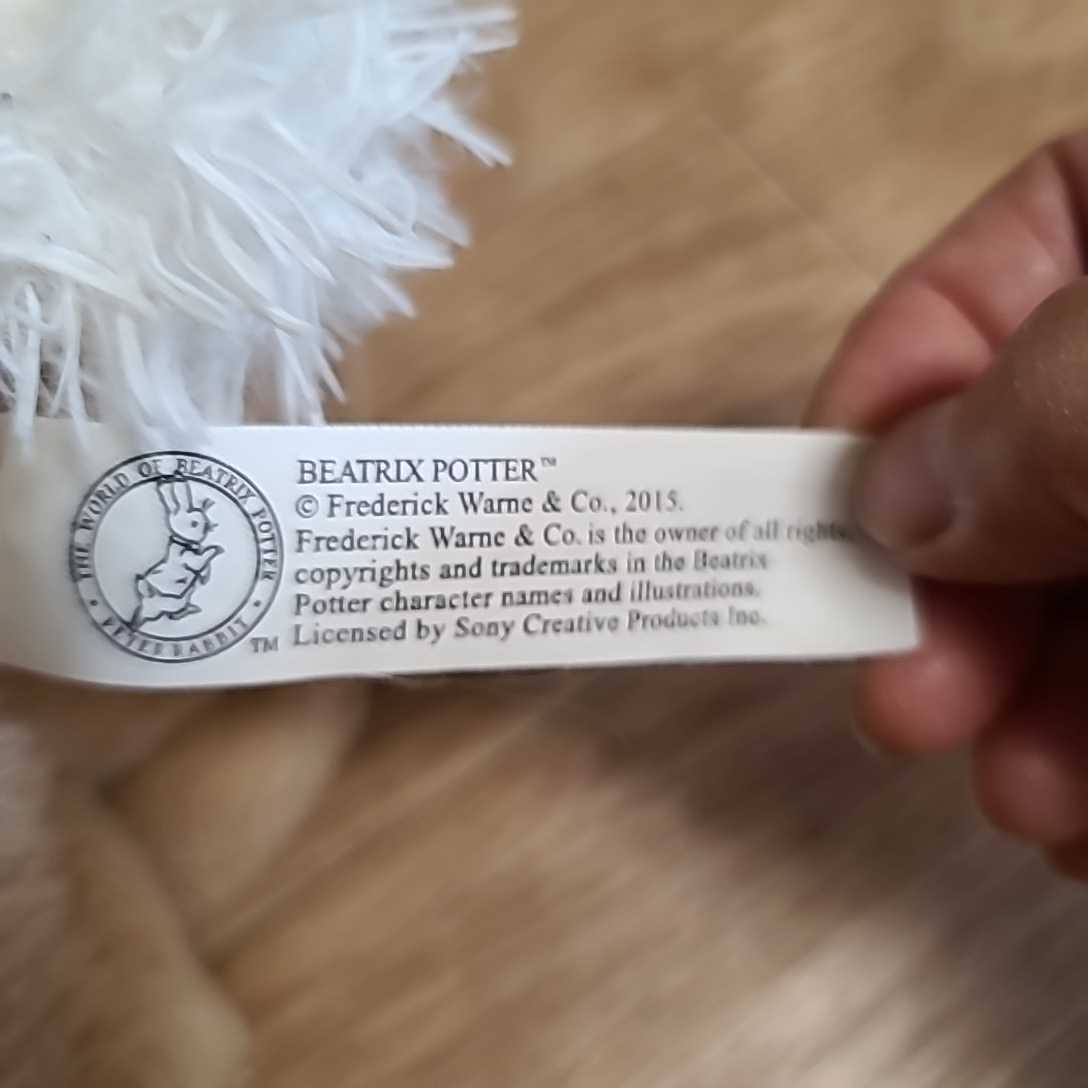 THE WORLD OF BEATRIX POTTER
• PETER RABBIT •
TM
BEATRIX POTTER™
© Frederick Warne & Co., 2015.
Frederick Warne & Co. is the owner of all rights,
copyrights and trademarks in the Beatrix
Potter character names and illustrations.
Licensed by Sony Creative Products Inc.